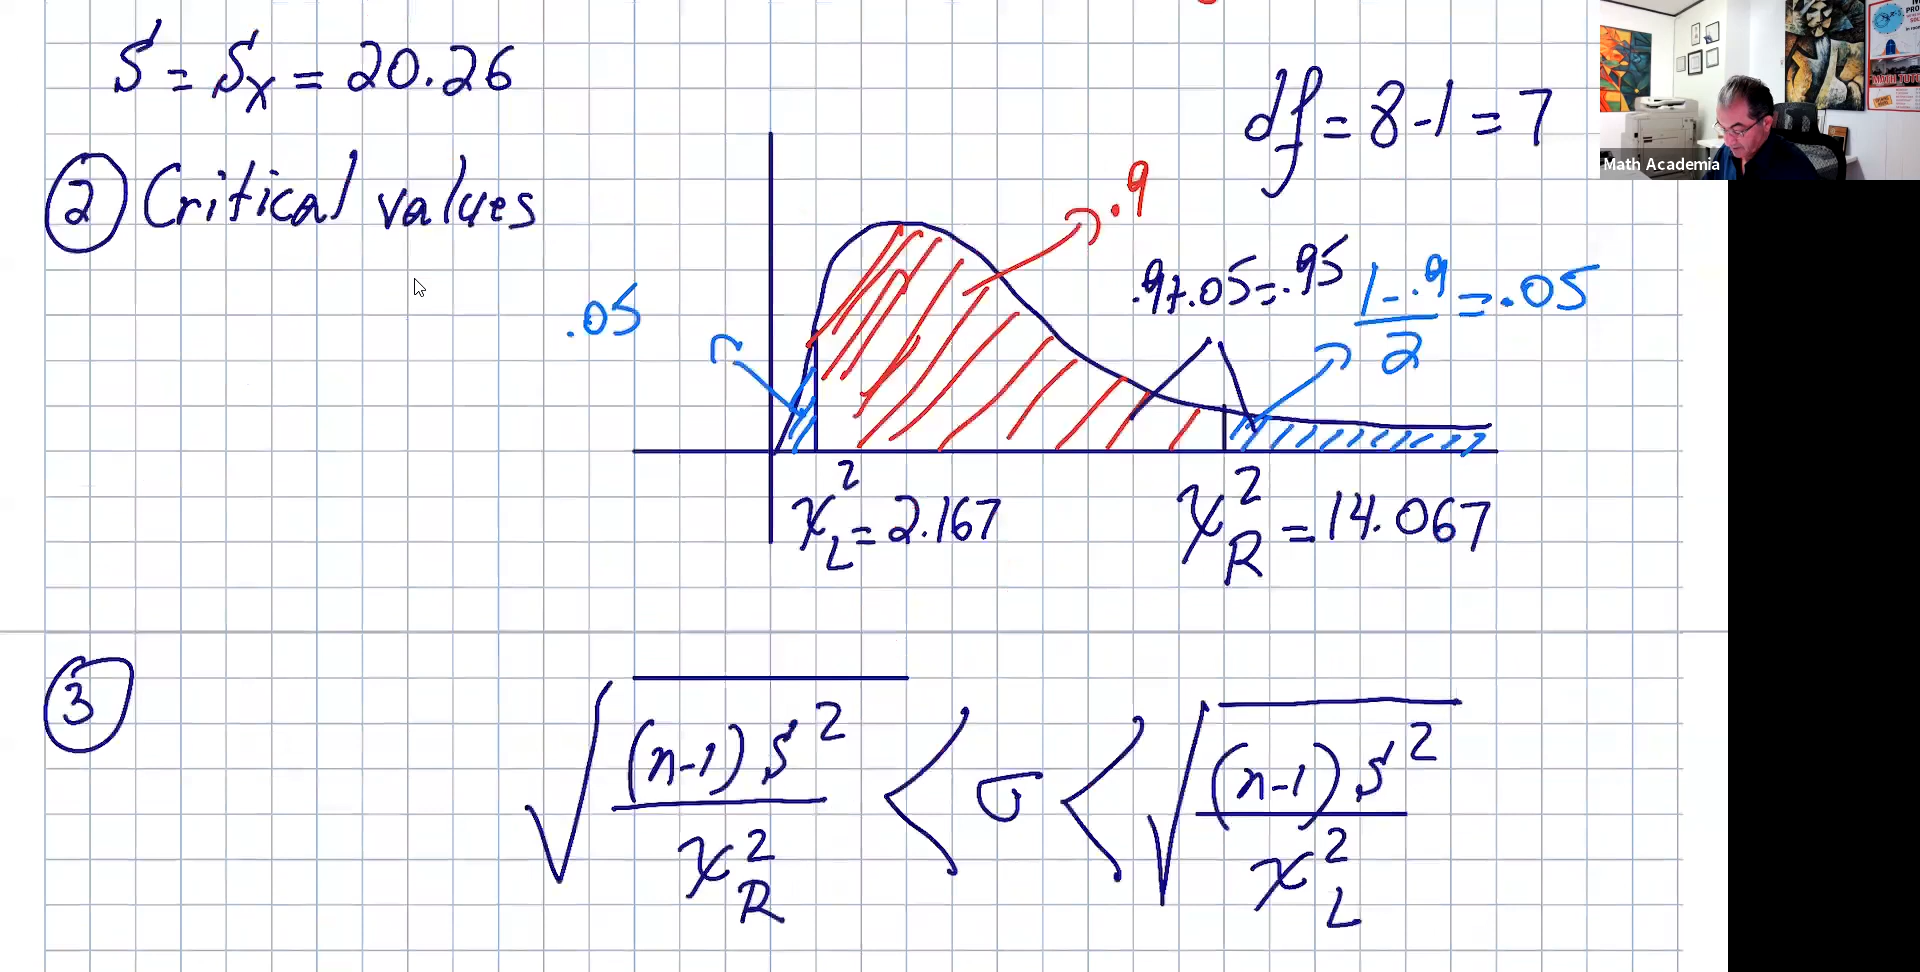 S = Sx = 20.26
df = 8-1 = 7
Math Academia
② Critical values
.9
.9+.05=.95
1-.9/2 = .05
.05
χ²L = 2.167
χ²R = 14.067
③
√((n-1)S²/χ²R) < σ < √((n-1)S²/χ²L)